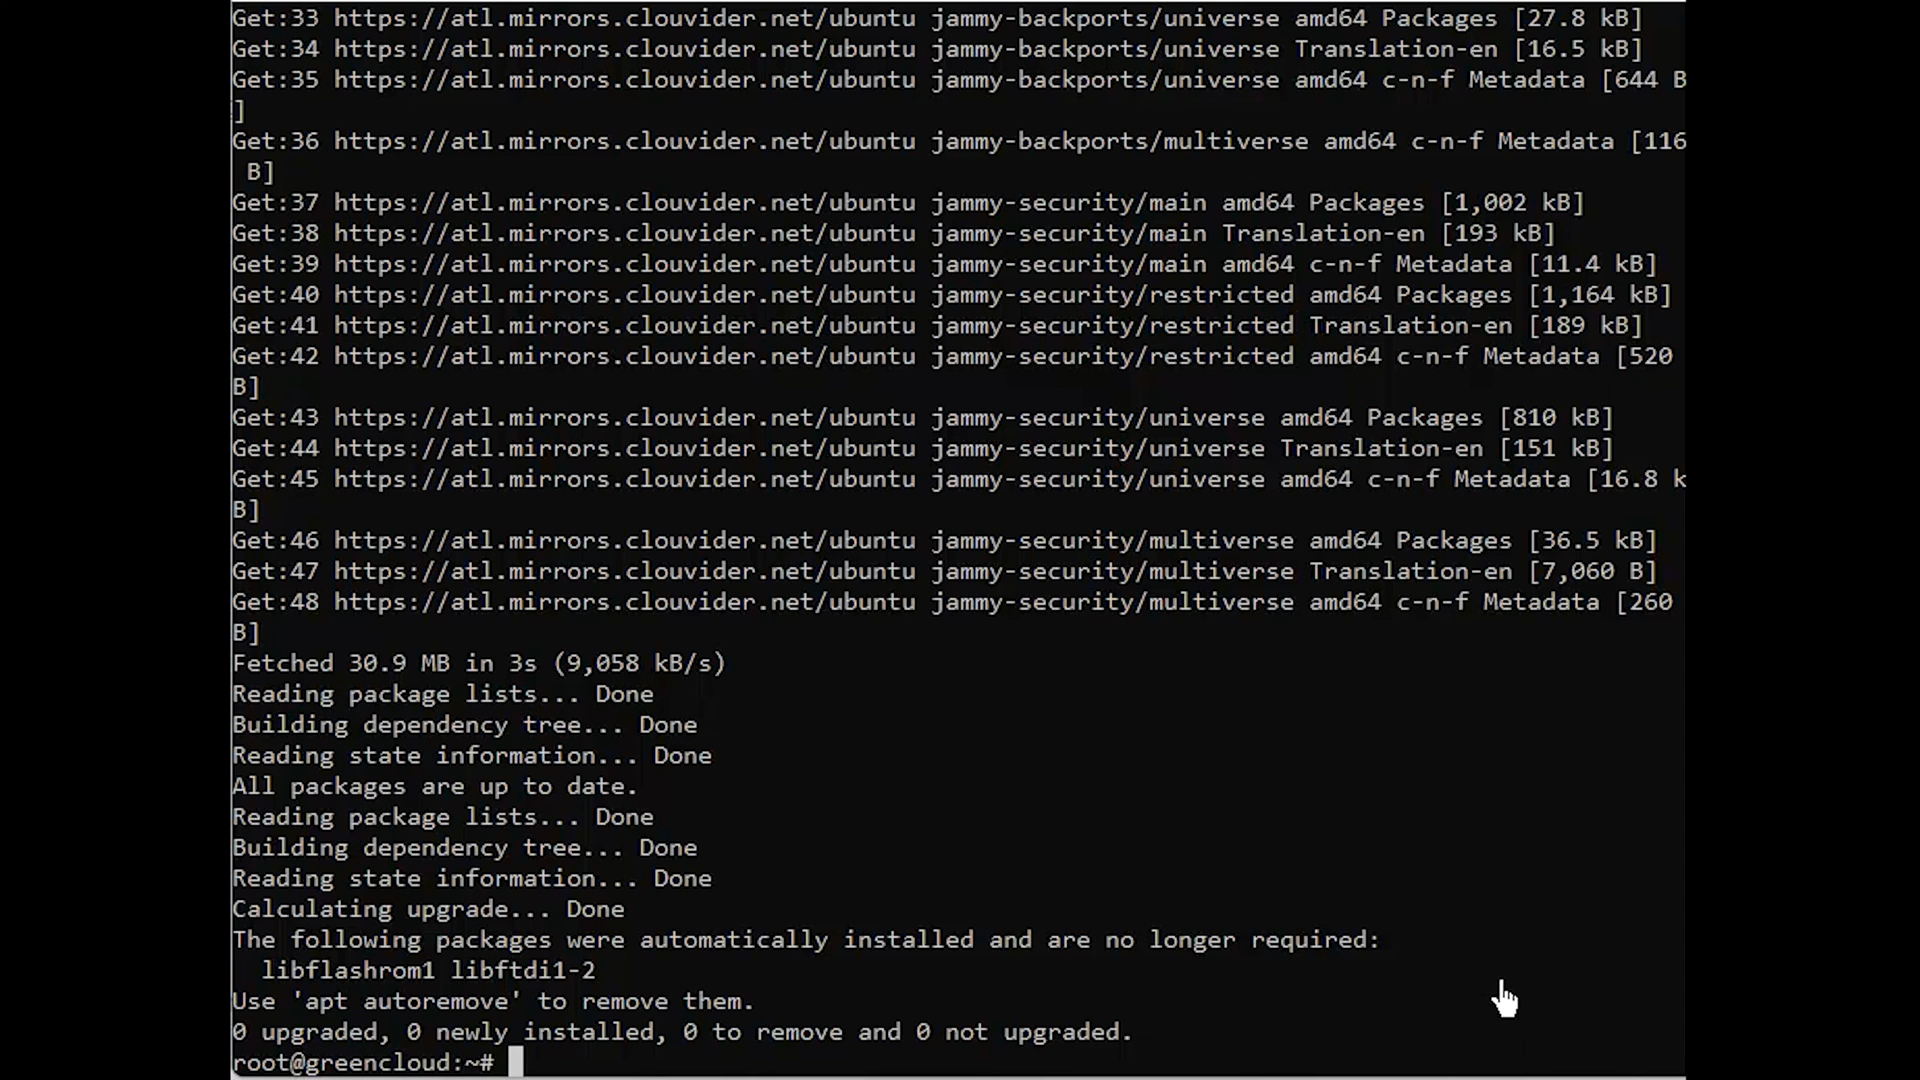 Get:33 https://atl.mirrors.clouvider.net/ubuntu jammy-backports/universe amd64 Packages [27.8 kB]
Get:34 https://atl.mirrors.clouvider.net/ubuntu jammy-backports/universe Translation-en [16.5 kB]
Get:35 https://atl.mirrors.clouvider.net/ubuntu jammy-backports/universe amd64 c-n-f Metadata [644 B
]
Get:36 https://atl.mirrors.clouvider.net/ubuntu jammy-backports/multiverse amd64 c-n-f Metadata [116
 B]
Get:37 https://atl.mirrors.clouvider.net/ubuntu jammy-security/main amd64 Packages [1,002 kB]
Get:38 https://atl.mirrors.clouvider.net/ubuntu jammy-security/main Translation-en [193 kB]
Get:39 https://atl.mirrors.clouvider.net/ubuntu jammy-security/main amd64 c-n-f Metadata [11.4 kB]
Get:40 https://atl.mirrors.clouvider.net/ubuntu jammy-security/restricted amd64 Packages [1,164 kB]
Get:41 https://atl.mirrors.clouvider.net/ubuntu jammy-security/restricted Translation-en [189 kB]
Get:42 https://atl.mirrors.clouvider.net/ubuntu jammy-security/restricted amd64 c-n-f Metadata [520
B]
Get:43 https://atl.mirrors.clouvider.net/ubuntu jammy-security/universe amd64 Packages [810 kB]
Get:44 https://atl.mirrors.clouvider.net/ubuntu jammy-security/universe Translation-en [151 kB]
Get:45 https://atl.mirrors.clouvider.net/ubuntu jammy-security/universe amd64 c-n-f Metadata [16.8 k
B]
Get:46 https://atl.mirrors.clouvider.net/ubuntu jammy-security/multiverse amd64 Packages [36.5 kB]
Get:47 https://atl.mirrors.clouvider.net/ubuntu jammy-security/multiverse Translation-en [7,060 B]
Get:48 https://atl.mirrors.clouvider.net/ubuntu jammy-security/multiverse amd64 c-n-f Metadata [260
B]
Fetched 30.9 MB in 3s (9,058 kB/s)
Reading package lists... Done
Building dependency tree... Done
Reading state information... Done
All packages are up to date.
Reading package lists... Done
Building dependency tree... Done
Reading state information... Done
Calculating upgrade... Done
The following packages were automatically installed and are no longer required:
  libflashrom1 libftdi1-2
Use 'apt autoremove' to remove them.
0 upgraded, 0 newly installed, 0 to remove and 0 not upgraded.
root@greencloud:~#